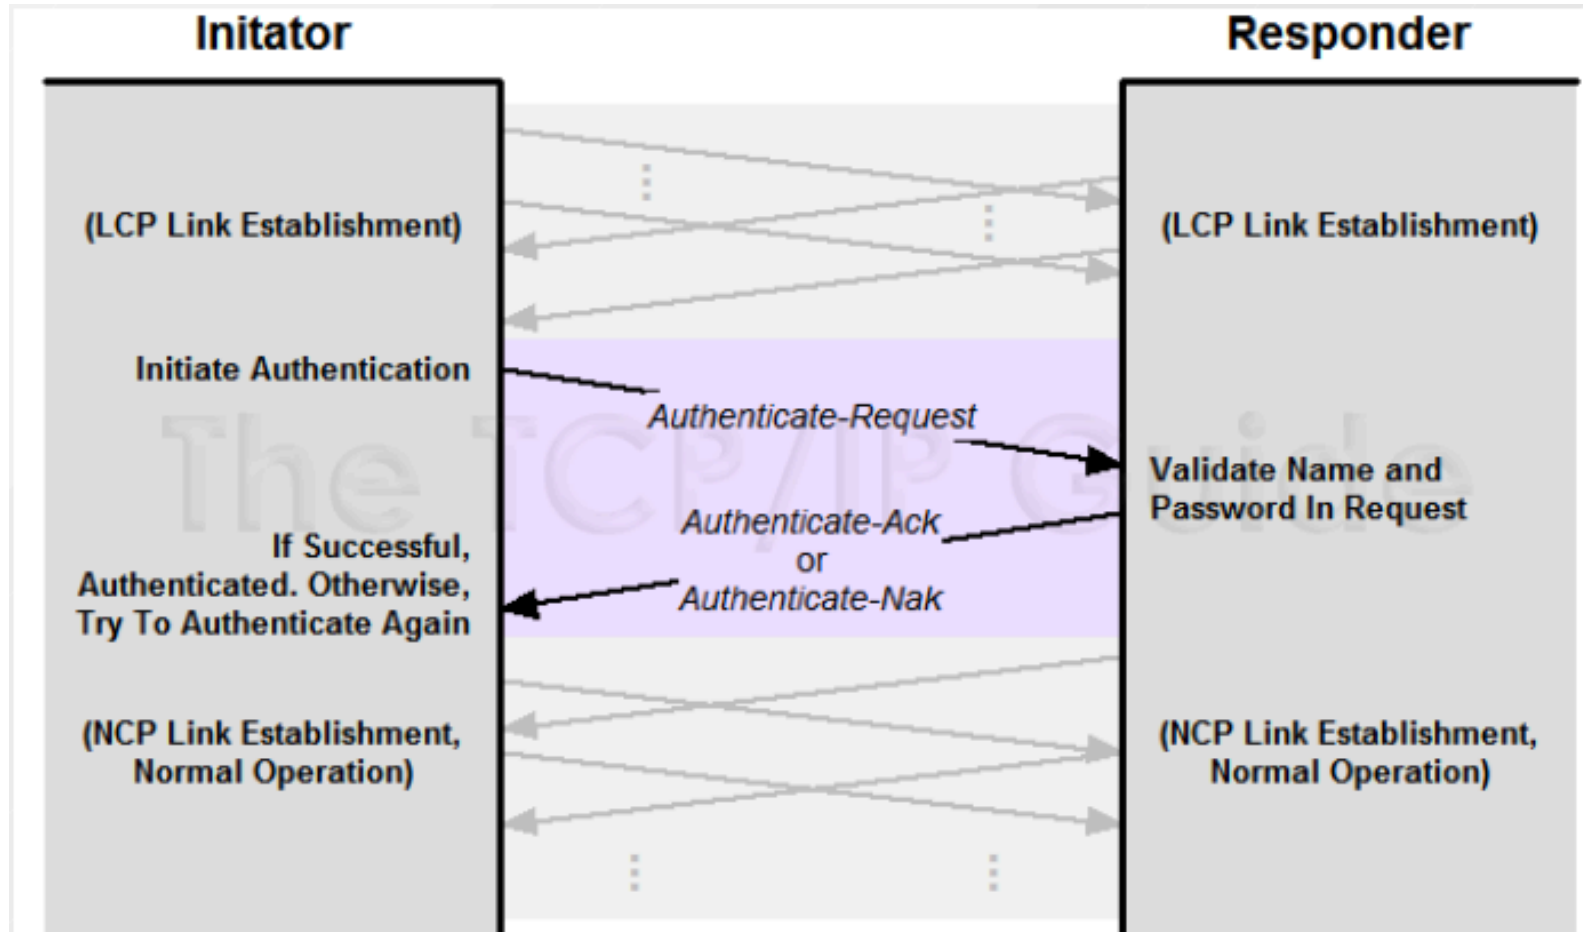 Initator
Responder
(LCP Link Establishment)
(LCP Link Establishment)
Initiate Authentication
Authenticate-Request
Validate Name and
Password In Request
Authenticate-Ack
or
Authenticate-Nak
If Successful,
Authenticated. Otherwise,
Try To Authenticate Again
(NCP Link Establishment,
Normal Operation)
(NCP Link Establishment,
Normal Operation)
The TCP/IP Guide